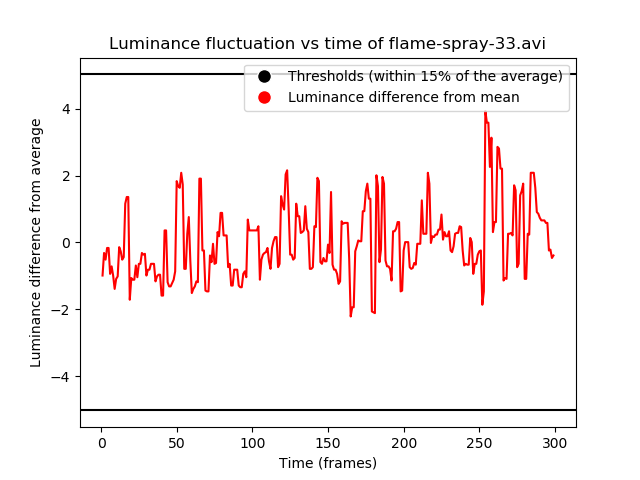 Luminance fluctuation vs time of flame-spray-33.avi
Thresholds (within 15% of the average)
Luminance difference from mean
Luminance difference from average
4
2
0
−2
−4
0 50 100 150 200 250 300
Time (frames)